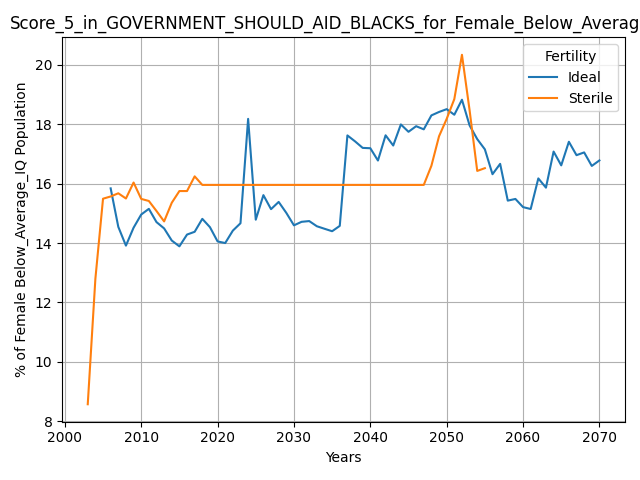 Score_5_in_GOVERNMENT_SHOULD_AID_BLACKS_for_Female_Below_Averag
% of Female Below_Average_IQ Population
20
18
16
14
12
10
8
Fertility
Ideal
Sterile
2000 2010 2020 2030 2040 2050 2060 2070
Years